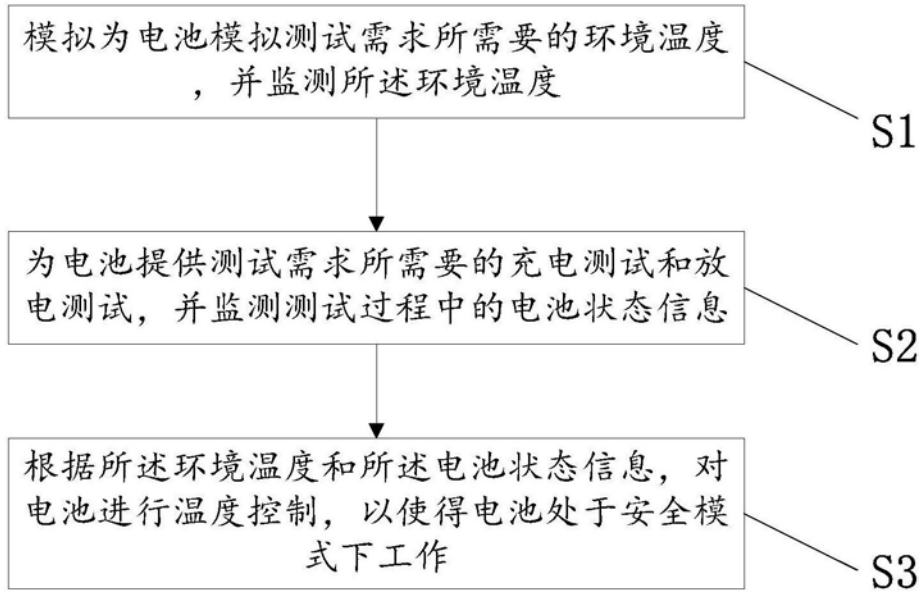 模拟为电池模拟测试需求所需要的环境温度
，并监测所述环境温度
S1
为电池提供测试需求所需要的充电测试和放
电测试，并监测测试过程中的电池状态信息
S2
根据所述环境温度和所述电池状态信息，对
电池进行温度控制，以使得电池处于安全模
式下工作
S3